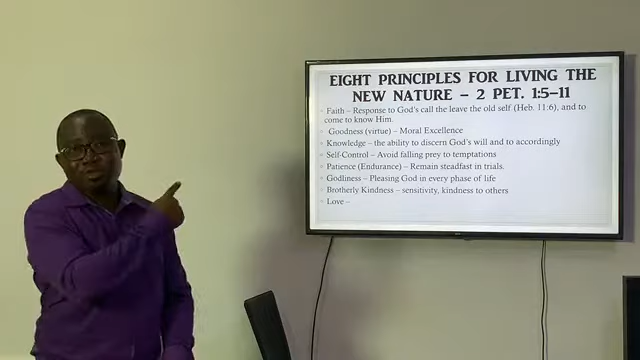 EIGHT PRINCIPLES FOR LIVING THE
NEW NATURE – 2 PET. 1:5–11
Faith – Response to God's call the leave the old self (Heb. 11:6), and to
come to know Him.
Goodness (virtue) – Moral Excellence
Knowledge – the ability to discern God's will and to accordingly
Self-Control – Avoid falling prey to temptations
Patience (Endurance) – Remain steadfast in trials.
Godliness – Pleasing God in every phase of life
Brotherly Kindness – sensitivity, kindness to others
Love –